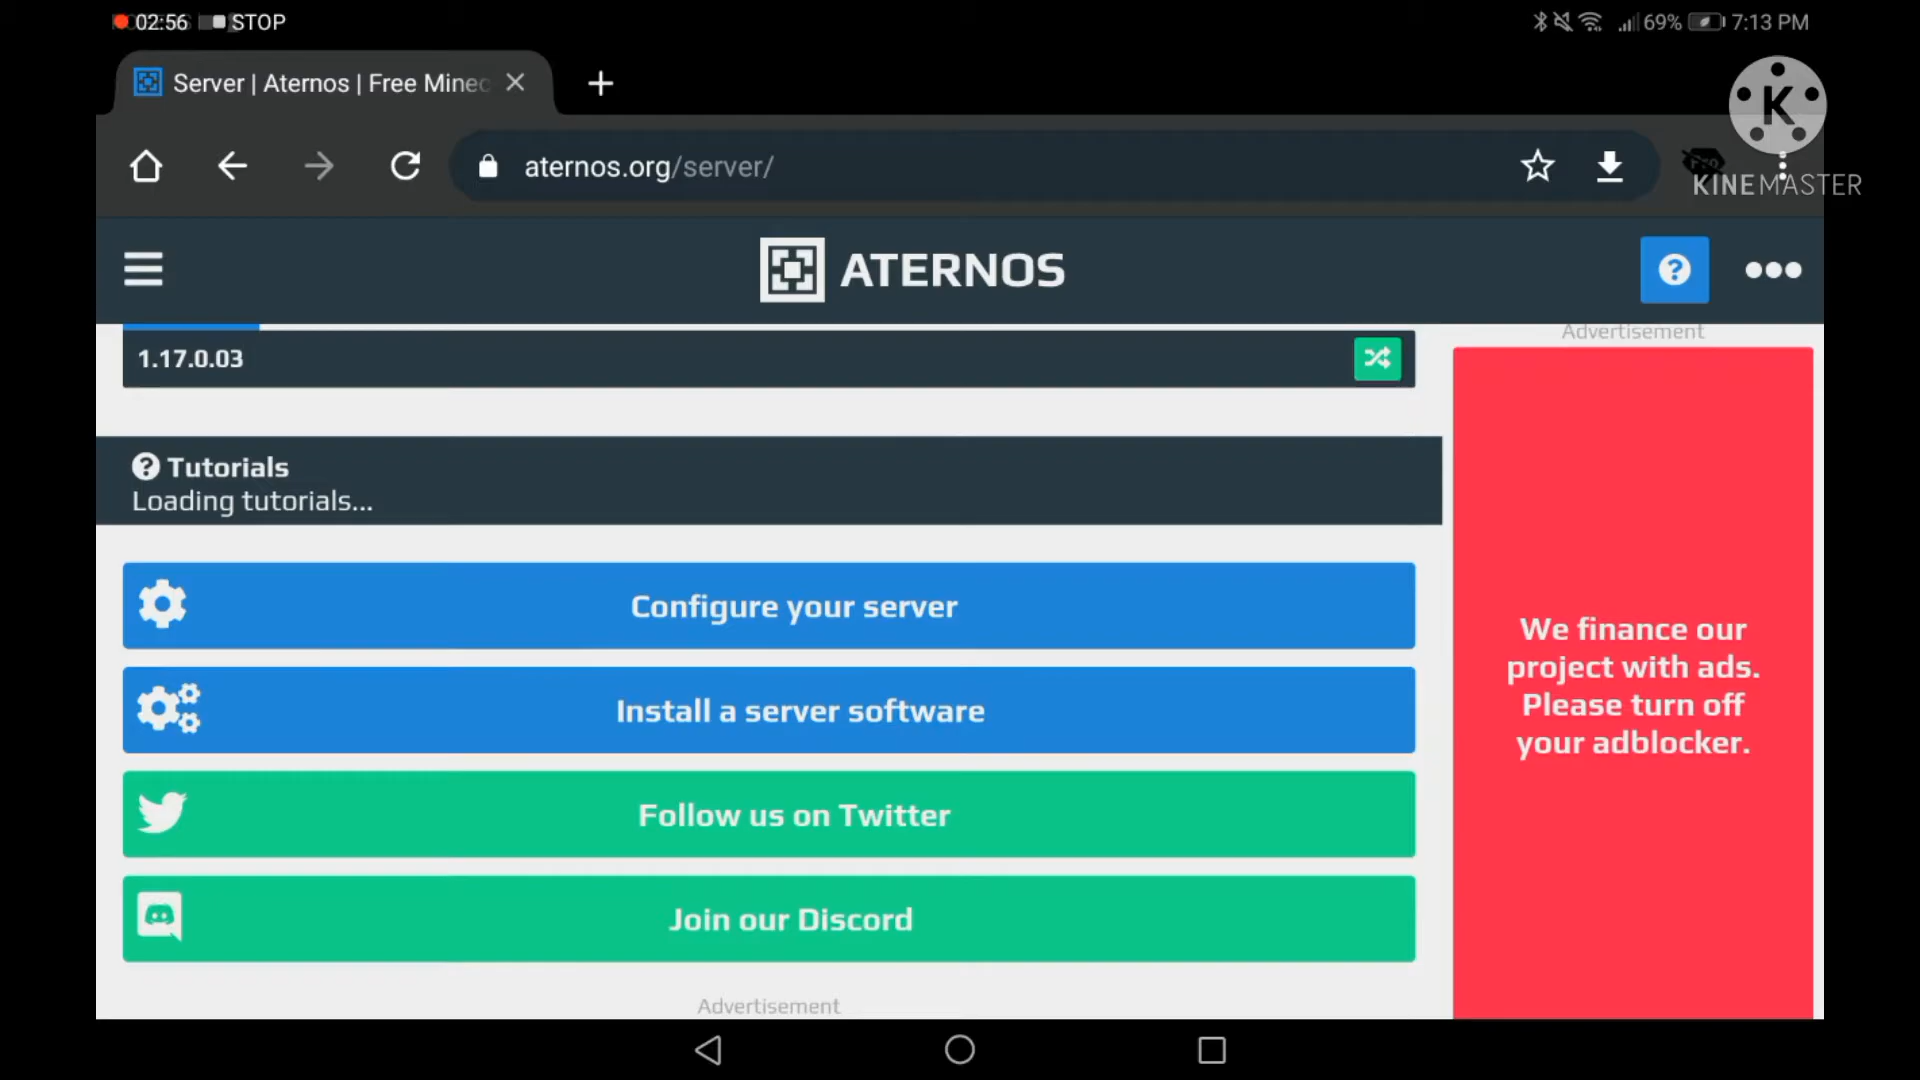 02:56 STOP
69% 7:13 PM
Server | Aternos | Free Minec
K
aternos.org/server/
KINEMASTER
ATERNOS
Advertisement
1.17.0.03
Tutorials
Loading tutorials...
Configure your server
Install a server software
Follow us on Twitter
Join our Discord
We finance our
project with ads.
Please turn off
your adblocker.
Advertisement